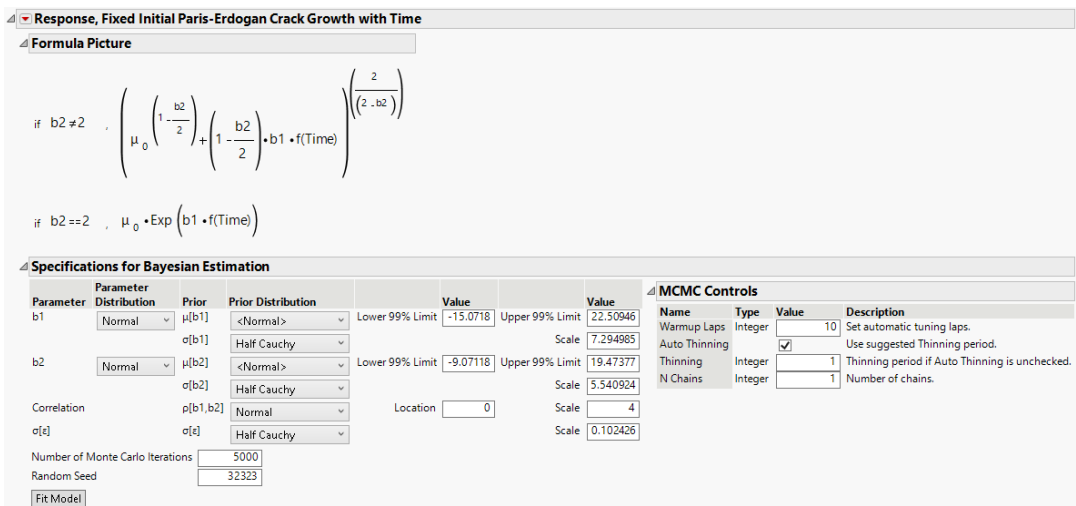 Response, Fixed Initial Paris-Erdogan Crack Growth with Time
Formula Picture
if b2≠2 , (μ0^(1-b2/2)+(1-b2/2)•b1•f(Time))^(2/(2-b2))
if b2==2 , μ0•Exp(b1•f(Time))
Specifications for Bayesian Estimation
Parameter Parameter Distribution Prior Prior Distribution Value Value
b1 Normal μ[b1] <Normal> Lower 99% Limit -15.0718 Upper 99% Limit 22.50946
σ[b1] Half Cauchy Scale 7.294985
b2 Normal μ[b2] <Normal> Lower 99% Limit -9.07118 Upper 99% Limit 19.47377
σ[b2] Half Cauchy Scale 5.540924
Correlation ρ[b1,b2] Normal Location 0 Scale 4
σ[ε] σ[ε] Half Cauchy Scale 0.102426
Number of Monte Carlo Iterations 5000
Random Seed 32323
Fit Model
MCMC Controls
Name Type Value Description
Warmup Laps Integer 10 Set automatic tuning laps.
Auto Thinning Use suggested Thinning period.
Thinning Integer 1 Thinning period if Auto Thinning is unchecked.
N Chains Integer 1 Number of chains.